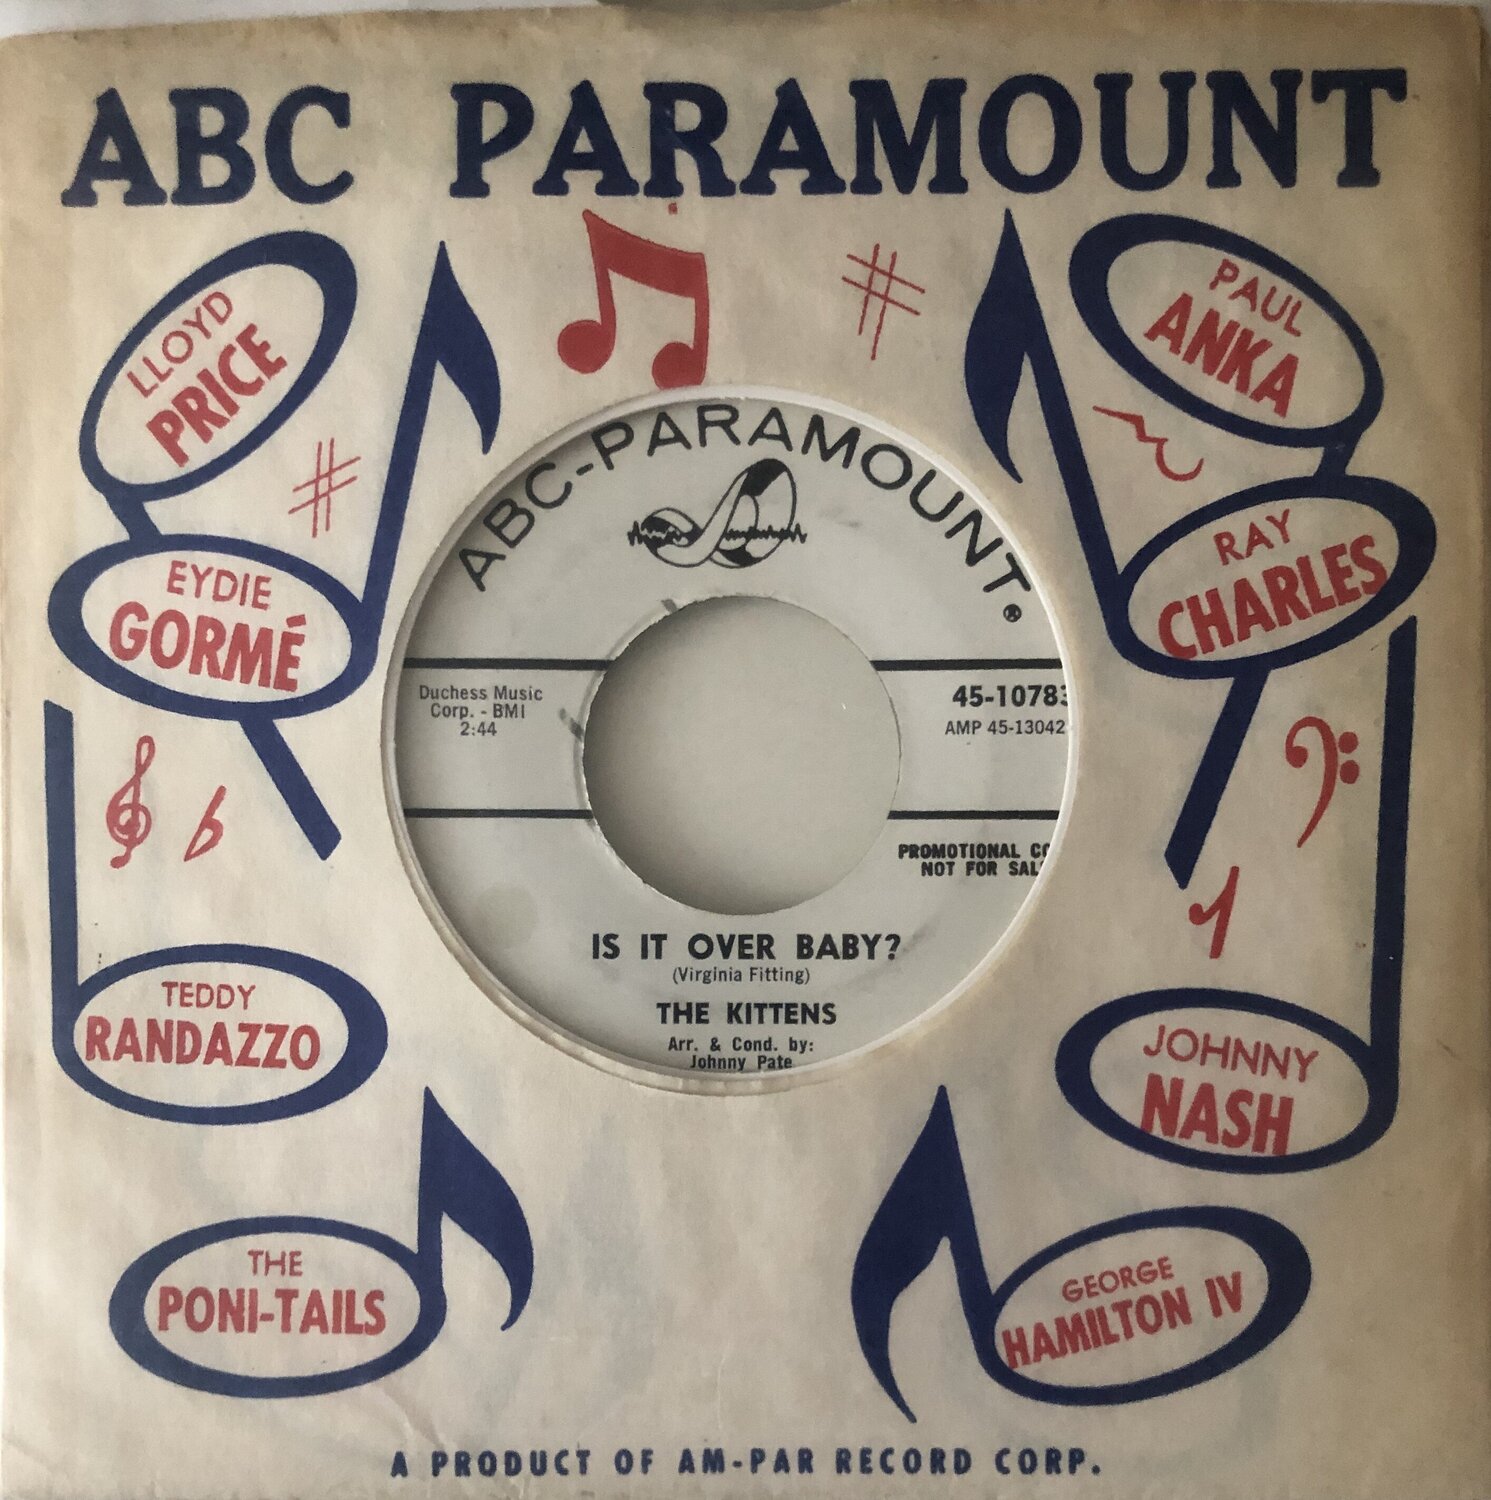 ABC PARAMOUNT
LLOYD
PRICE
PAUL
ANKA
EYDIE
GORMÉ
RAY
CHARLES
ABC-PARAMOUNT®
Duchess Music
Corp. - BMI
2:44
45-10783
AMP 45-13042
PROMOTIONAL CO
NOT FOR SAL
IS IT OVER BABY?
(Virginia Fitting)
THE KITTENS
Arr. & Cond. by:
Johnny Pate
TEDDY
RANDAZZO
JOHNNY
NASH
THE
PONI-TAILS
GEORGE
HAMILTON IV
A PRODUCT OF AM-PAR RECORD CORP.